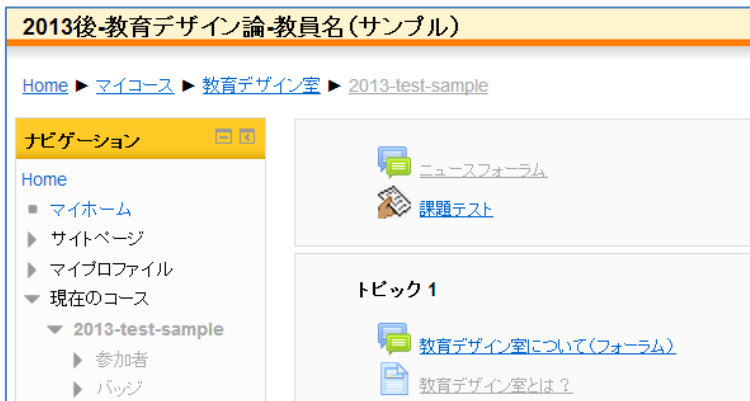 2013後-教育デザイン論-教員名(サンプル)
Home ► マイコース ► 教育デザイン室 ► 2013-test-sample
ナビゲーション
Home
マイホーム
サイトページ
マイプロファイル
現在のコース
2013-test-sample
参加者
バッジ
ニュースフォーラム
課題テスト
トピック 1
教育デザイン室について(フォーラム)
教育デザイン室とは?